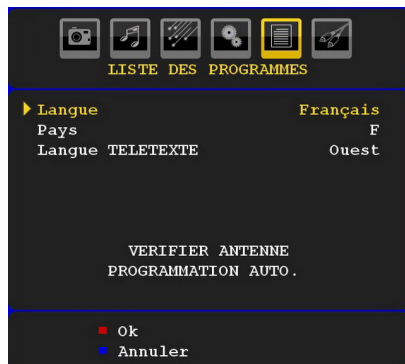 LISTE DES PROGRAMMES
Langue Français
Pays F
Langue TELETEXTE Ouest
VERIFIER ANTENNE
PROGRAMMATION AUTO.
Ok
Annuler